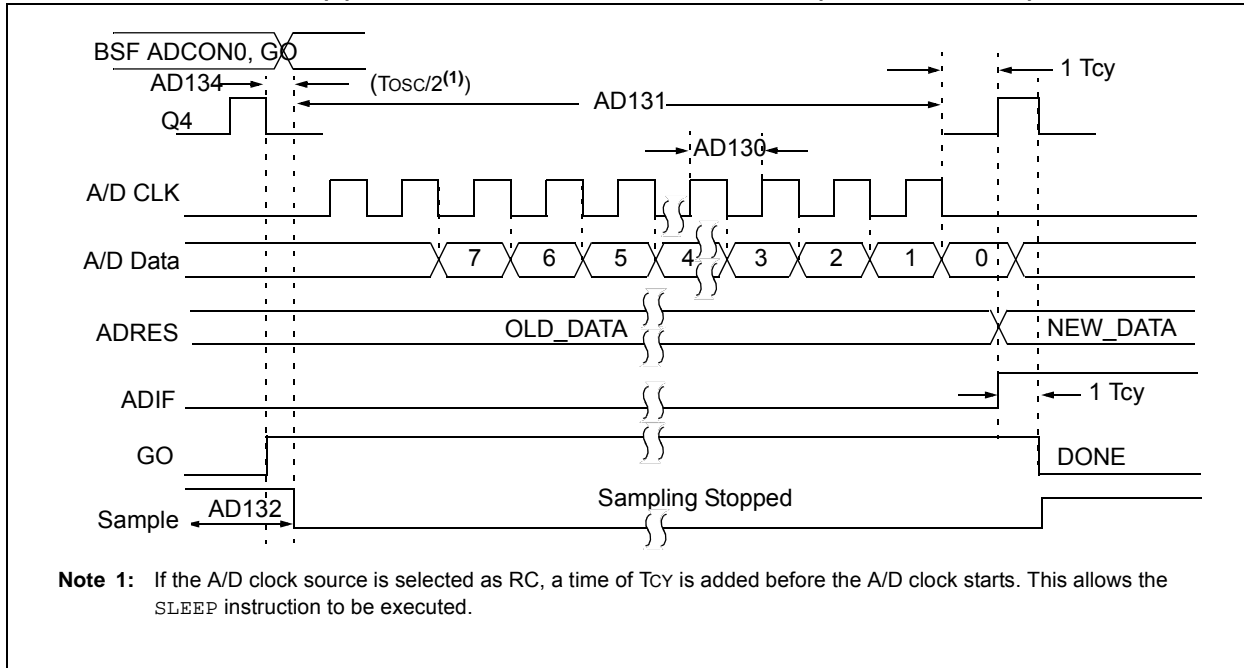 BSF ADCON0, GO
AD134
(TOSC/2(1))
1 Tcy
AD131
Q4
AD130
A/D CLK
A/D Data
7 6 5 4 3 2 1 0
ADRES
OLD_DATA
NEW_DATA
ADIF
1 Tcy
GO
DONE
Sample
AD132
Sampling Stopped
Note 1: If the A/D clock source is selected as RC, a time of TCY is added before the A/D clock starts. This allows the
SLEEP instruction to be executed.